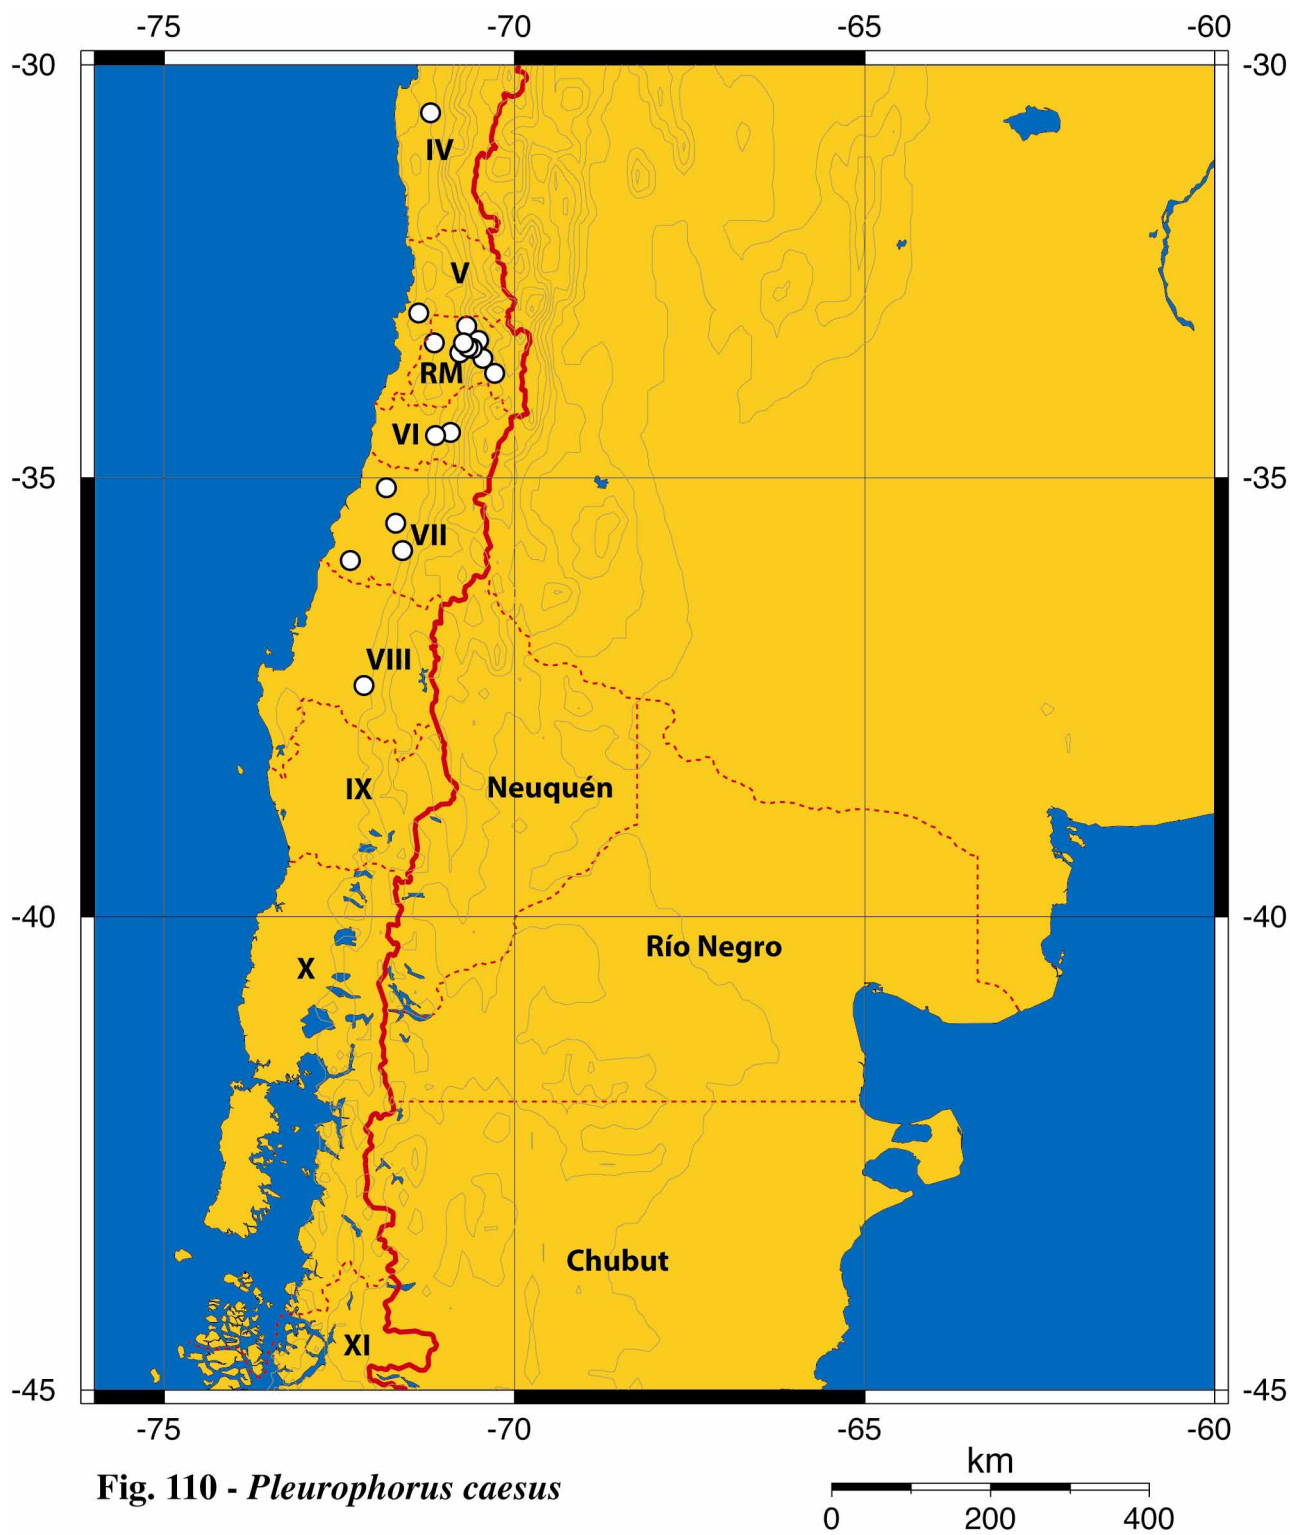 -75 -70 -65 -60
-30 -30
IV
V
RM
VI
-35 -35
VII
VIII
IX Neuquén
-40 -40
Río Negro
X
Chubut
XI
-45 -45
-75 -70 -65 -60
km
Fig. 110 - Pleurophorus caesus
0 200 400